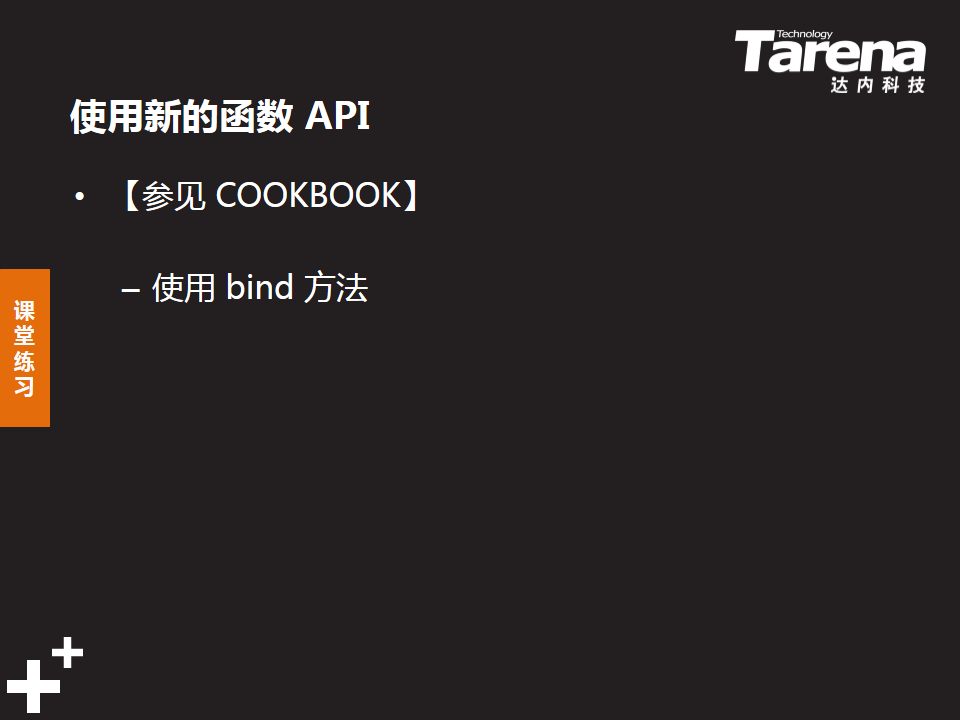 Technology
Tarena
达内科技
使用新的函数 API
• 【参见 COOKBOOK】
– 使用 bind 方法
课堂练习